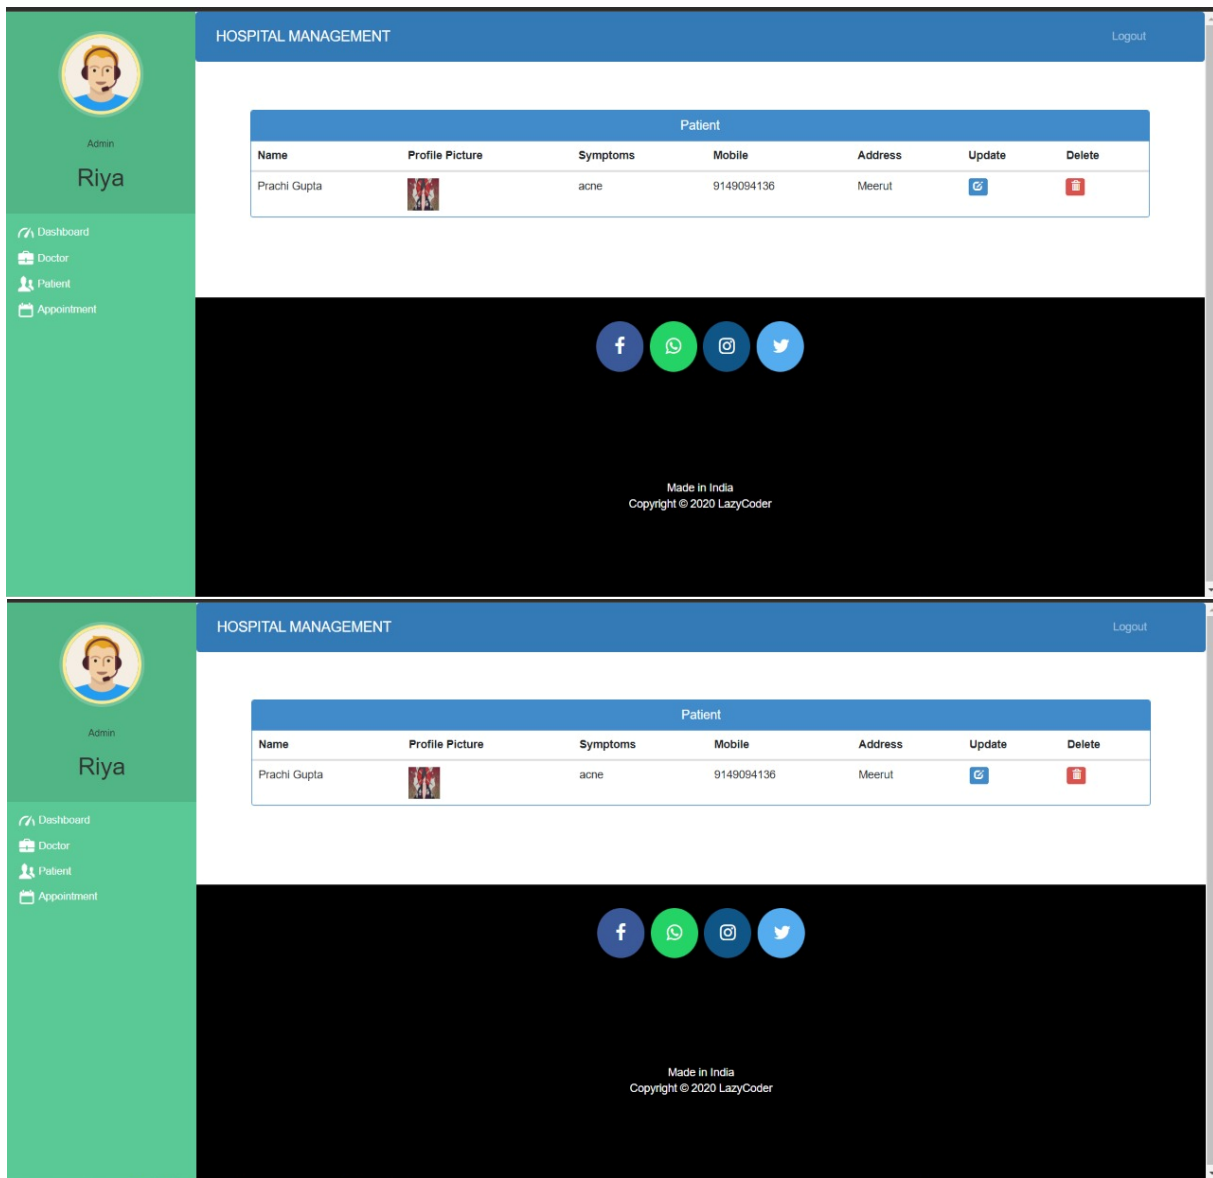 HOSPITAL MANAGEMENT Logout
Admin
Riya
Dashboard
Doctor
Patient
Appointment
Patient
Name Profile Picture Symptoms Mobile Address Update Delete
Prachi Gupta acne 9149094136 Meerut
Made in India
Copyright © 2020 LazyCoder
HOSPITAL MANAGEMENT Logout
Admin
Riya
Dashboard
Doctor
Patient
Appointment
Patient
Name Profile Picture Symptoms Mobile Address Update Delete
Prachi Gupta acne 9149094136 Meerut
Made in India
Copyright © 2020 LazyCoder